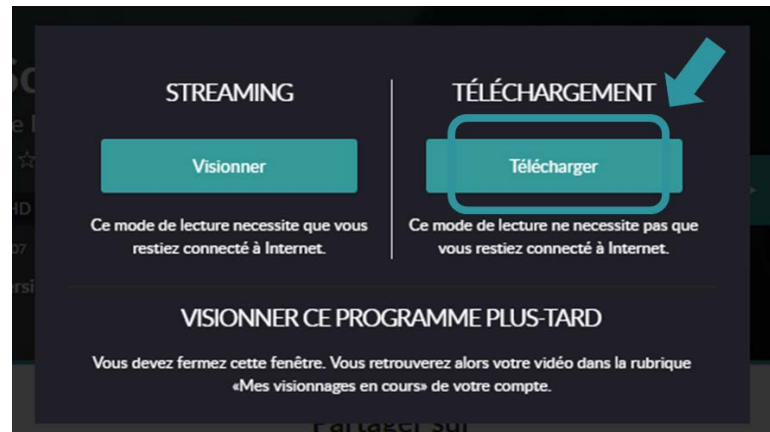 STREAMING
TÉLÉCHARGEMENT
Visionner
Télécharger
Ce mode de lecture necessite que vous
restiez connecté à Internet.
Ce mode de lecture ne necessite pas que
vous restiez connecté à Internet.
VISIONNER CE PROGRAMME PLUS-TARD
Vous devez fermez cette fenêtre. Vous retrouverez alors votre vidéo dans la rubrique
«Mes visionnages en cours» de votre compte.
Partager sur